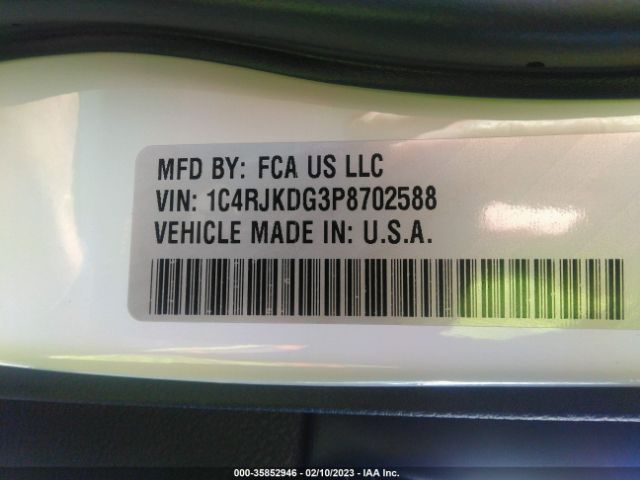 MFD BY: FCA US LLC
VIN: 1C4RJKDG3P8702588
VEHICLE MADE IN: U.S.A.
000-35852946 - 02/10/2023 - IAA Inc.